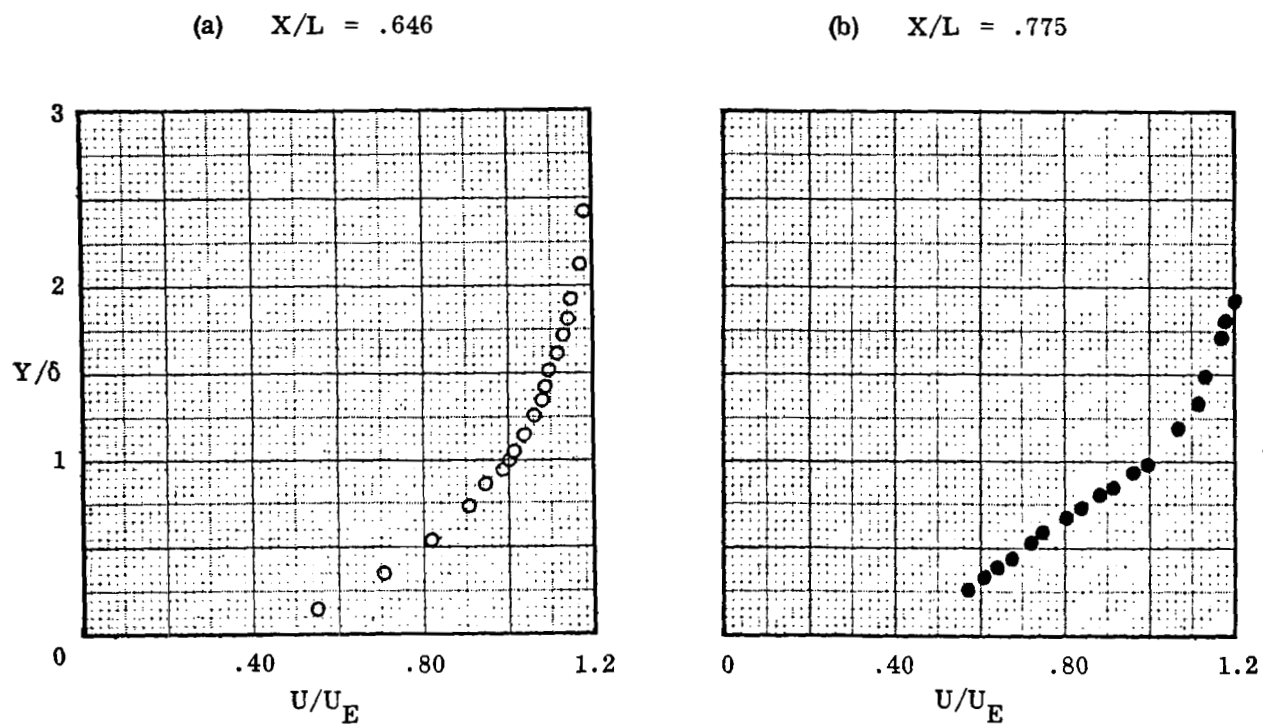 (a) X/L = .646
(b) X/L = .775
3
2
Y/δ
1
0
.40
.80
1.2
U/U_E
0
.40
.80
1.2
U/U_E